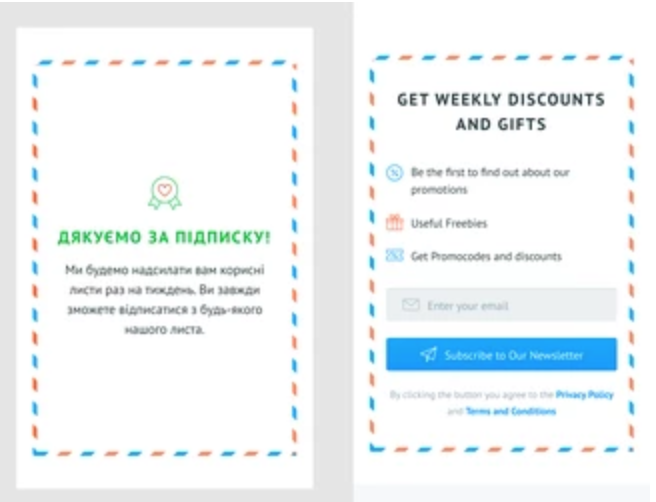 ДЯКУЄМО ЗА ПІДПИСКУ!
Ми будемо надсилати вам корисні
листи раз на тиждень. Ви завжди
зможете відписатися з будь-якого
нашого листа.
GET WEEKLY DISCOUNTS
AND GIFTS
Be the first to find out about our
promotions
Useful Freebies
Get Promocodes and discounts
Enter your email
Subscribe to Our Newsletter
By clicking the button you agree to the Privacy Policy
and Terms and Conditions